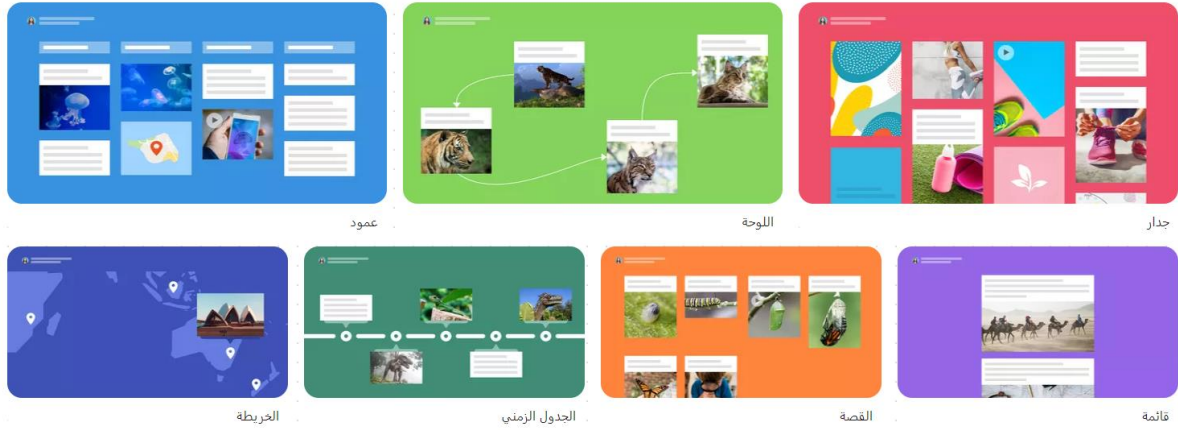 جدار
اللوحة
عمود
قائمة
القصة
الجدول الزمني
الخريطة